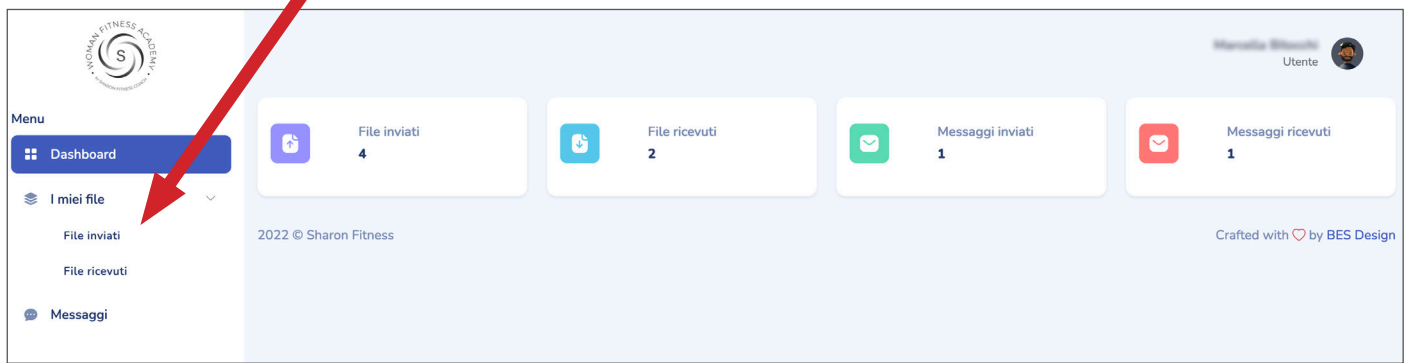 WOMAN FITNESS ACADEMY
S
Utente
Menu
Dashboard
I miei file
File inviati
File ricevuti
Messaggi
File inviati
4
File ricevuti
2
Messaggi inviati
1
Messaggi ricevuti
1
2022 © Sharon Fitness
Crafted with ♡ by BES Design